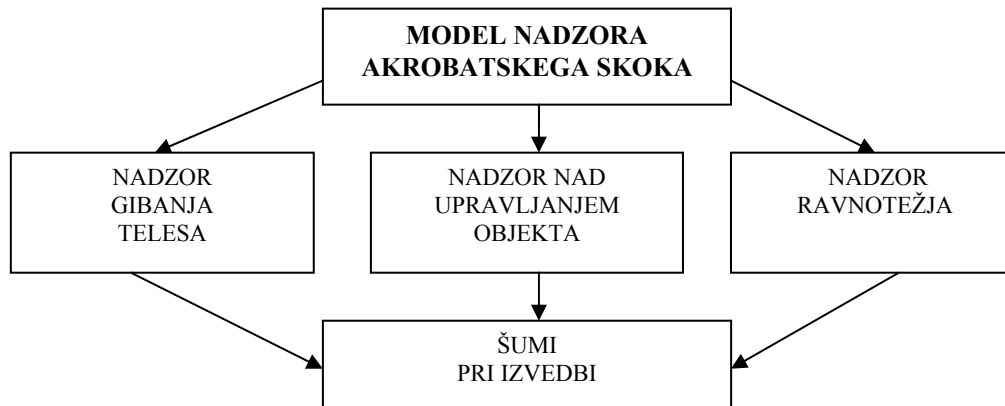 MODEL NADZORA
AKROBATSKEGA SKOKA
NADZOR
GIBANJA
TELESA
NADZOR NAD
UPRAVLJANJEM
OBJEKTA
NADZOR
RAVNOTEŽJA
ŠUMI
PRI IZVEDBI